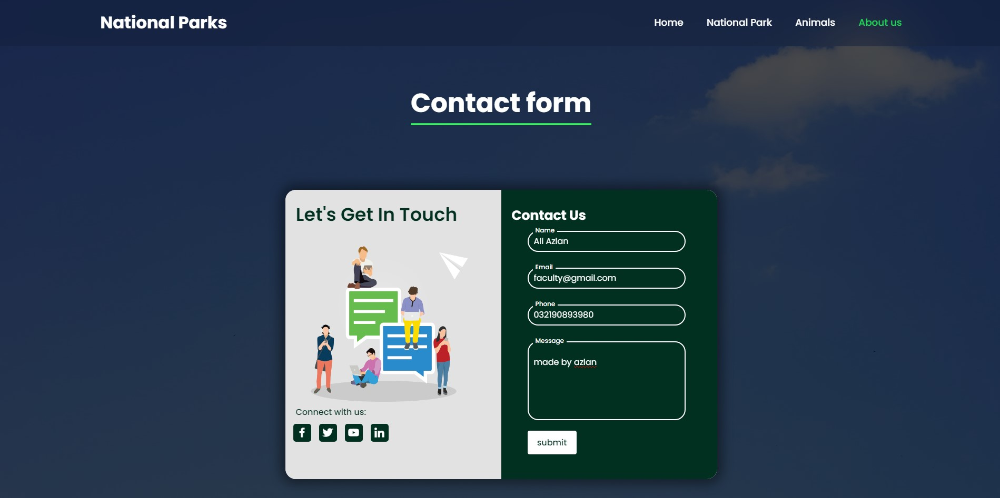 National Parks
Home
National Park
Animals
About us
Contact form
Let's Get In Touch
Connect with us:
Contact Us
Name
Ali Azlan
Email
faculty@gmail.com
Phone
032190893980
Message
made by azlan
submit